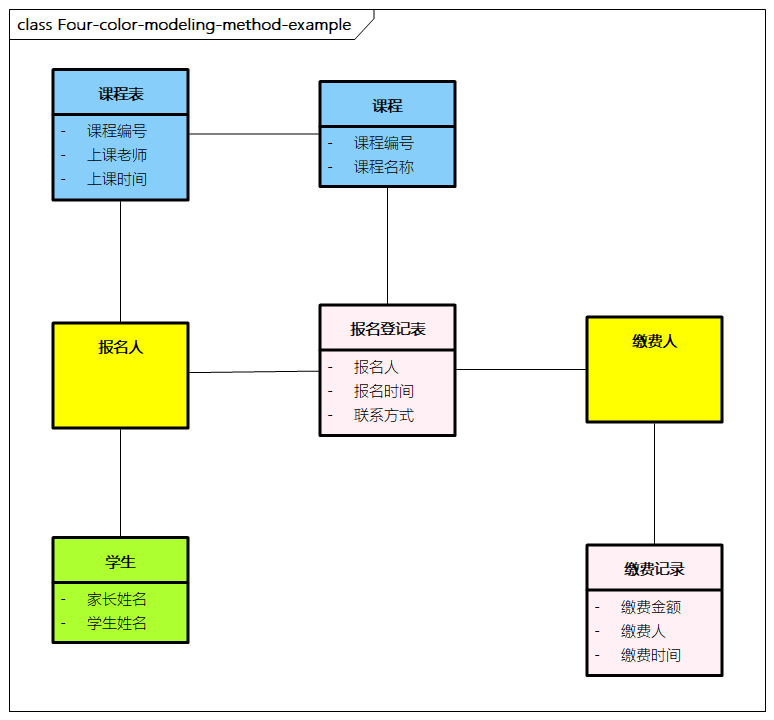 class Four-color-modeling-method-example
课程表
- 课程编号
- 上课老师
- 上课时间
课程
- 课程编号
- 课程名称
报名人
报名登记表
- 报名人
- 报名时间
- 联系方式
缴费人
学生
- 家长姓名
- 学生姓名
缴费记录
- 缴费金额
- 缴费人
- 缴费时间